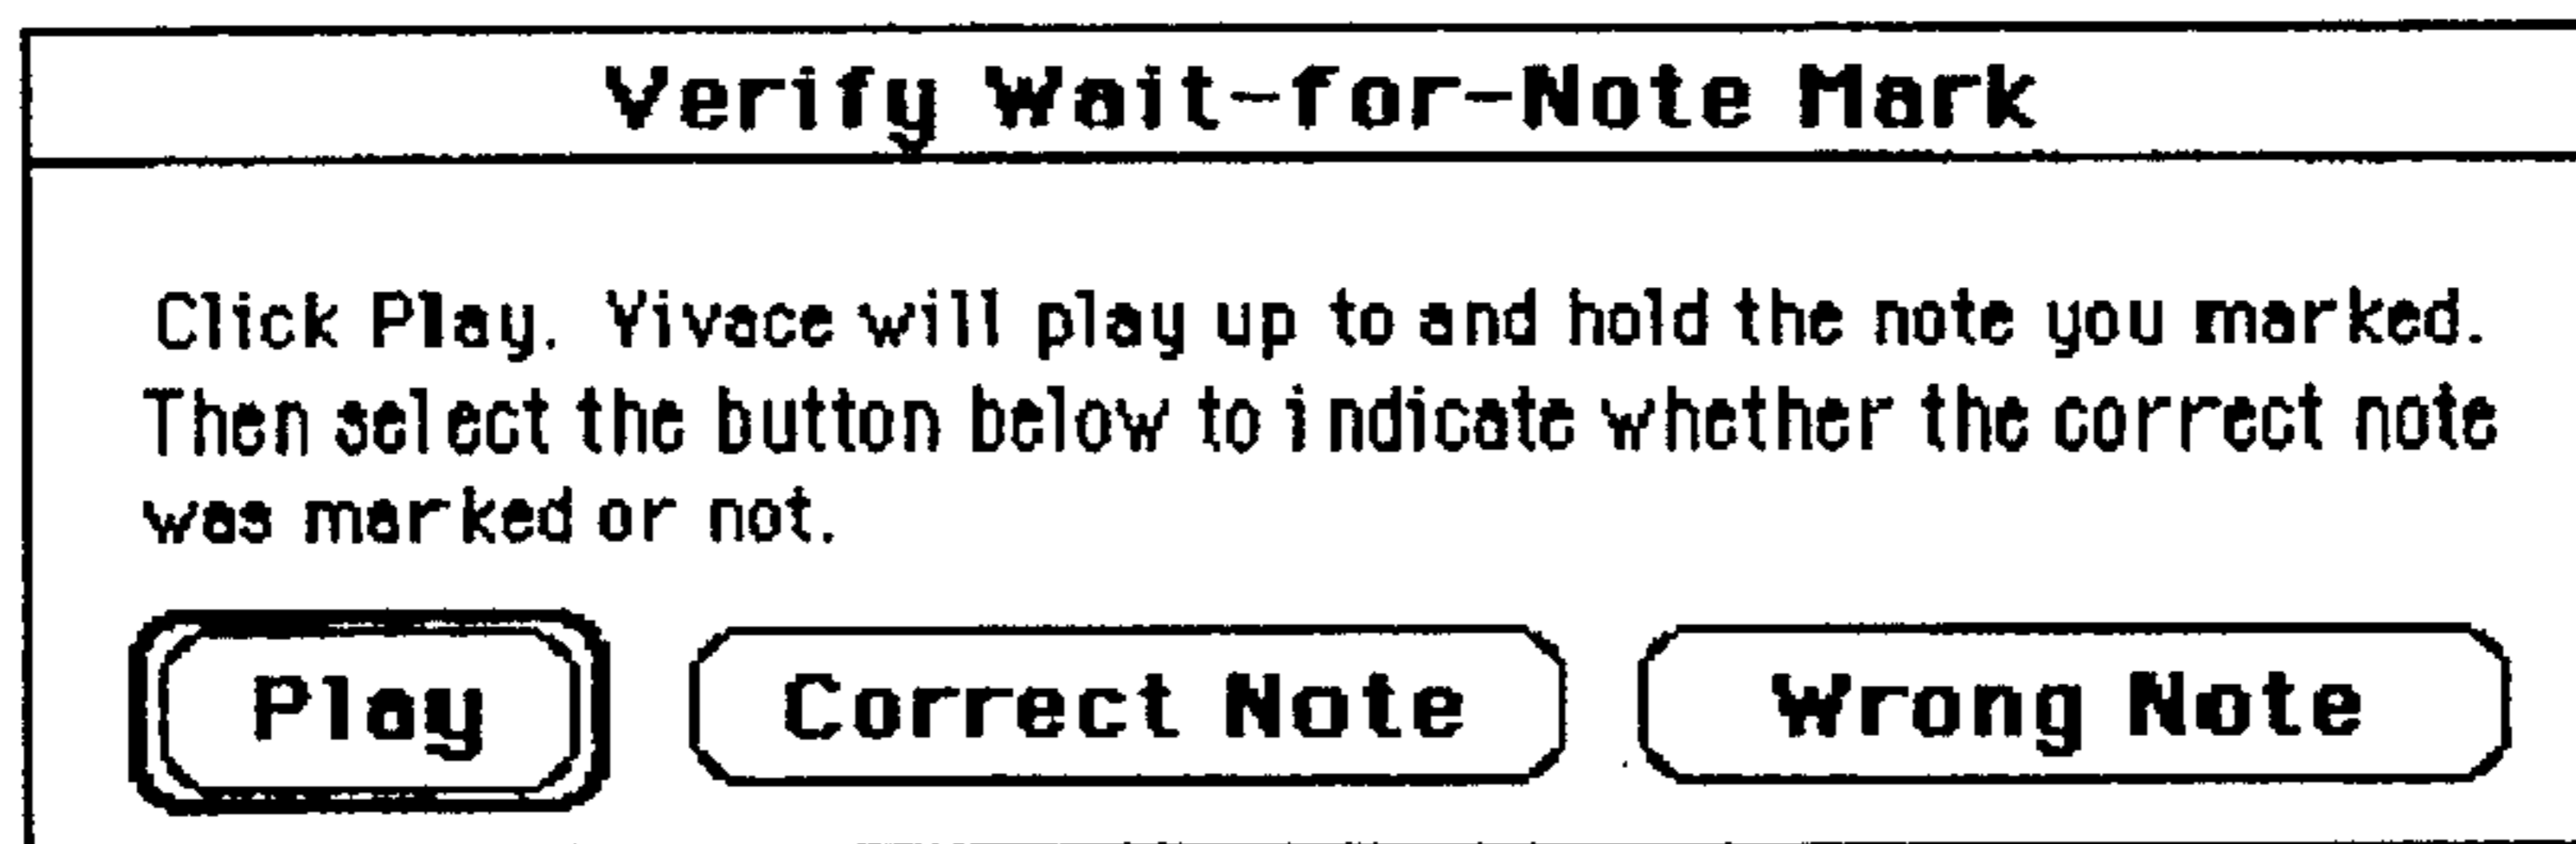 Verify Wait-for-Note Mark
Click Play. Vivace will play up to and hold the note you marked.
Then select the button below to indicate whether the correct note
was marked or not.
Play Correct Note Wrong Note